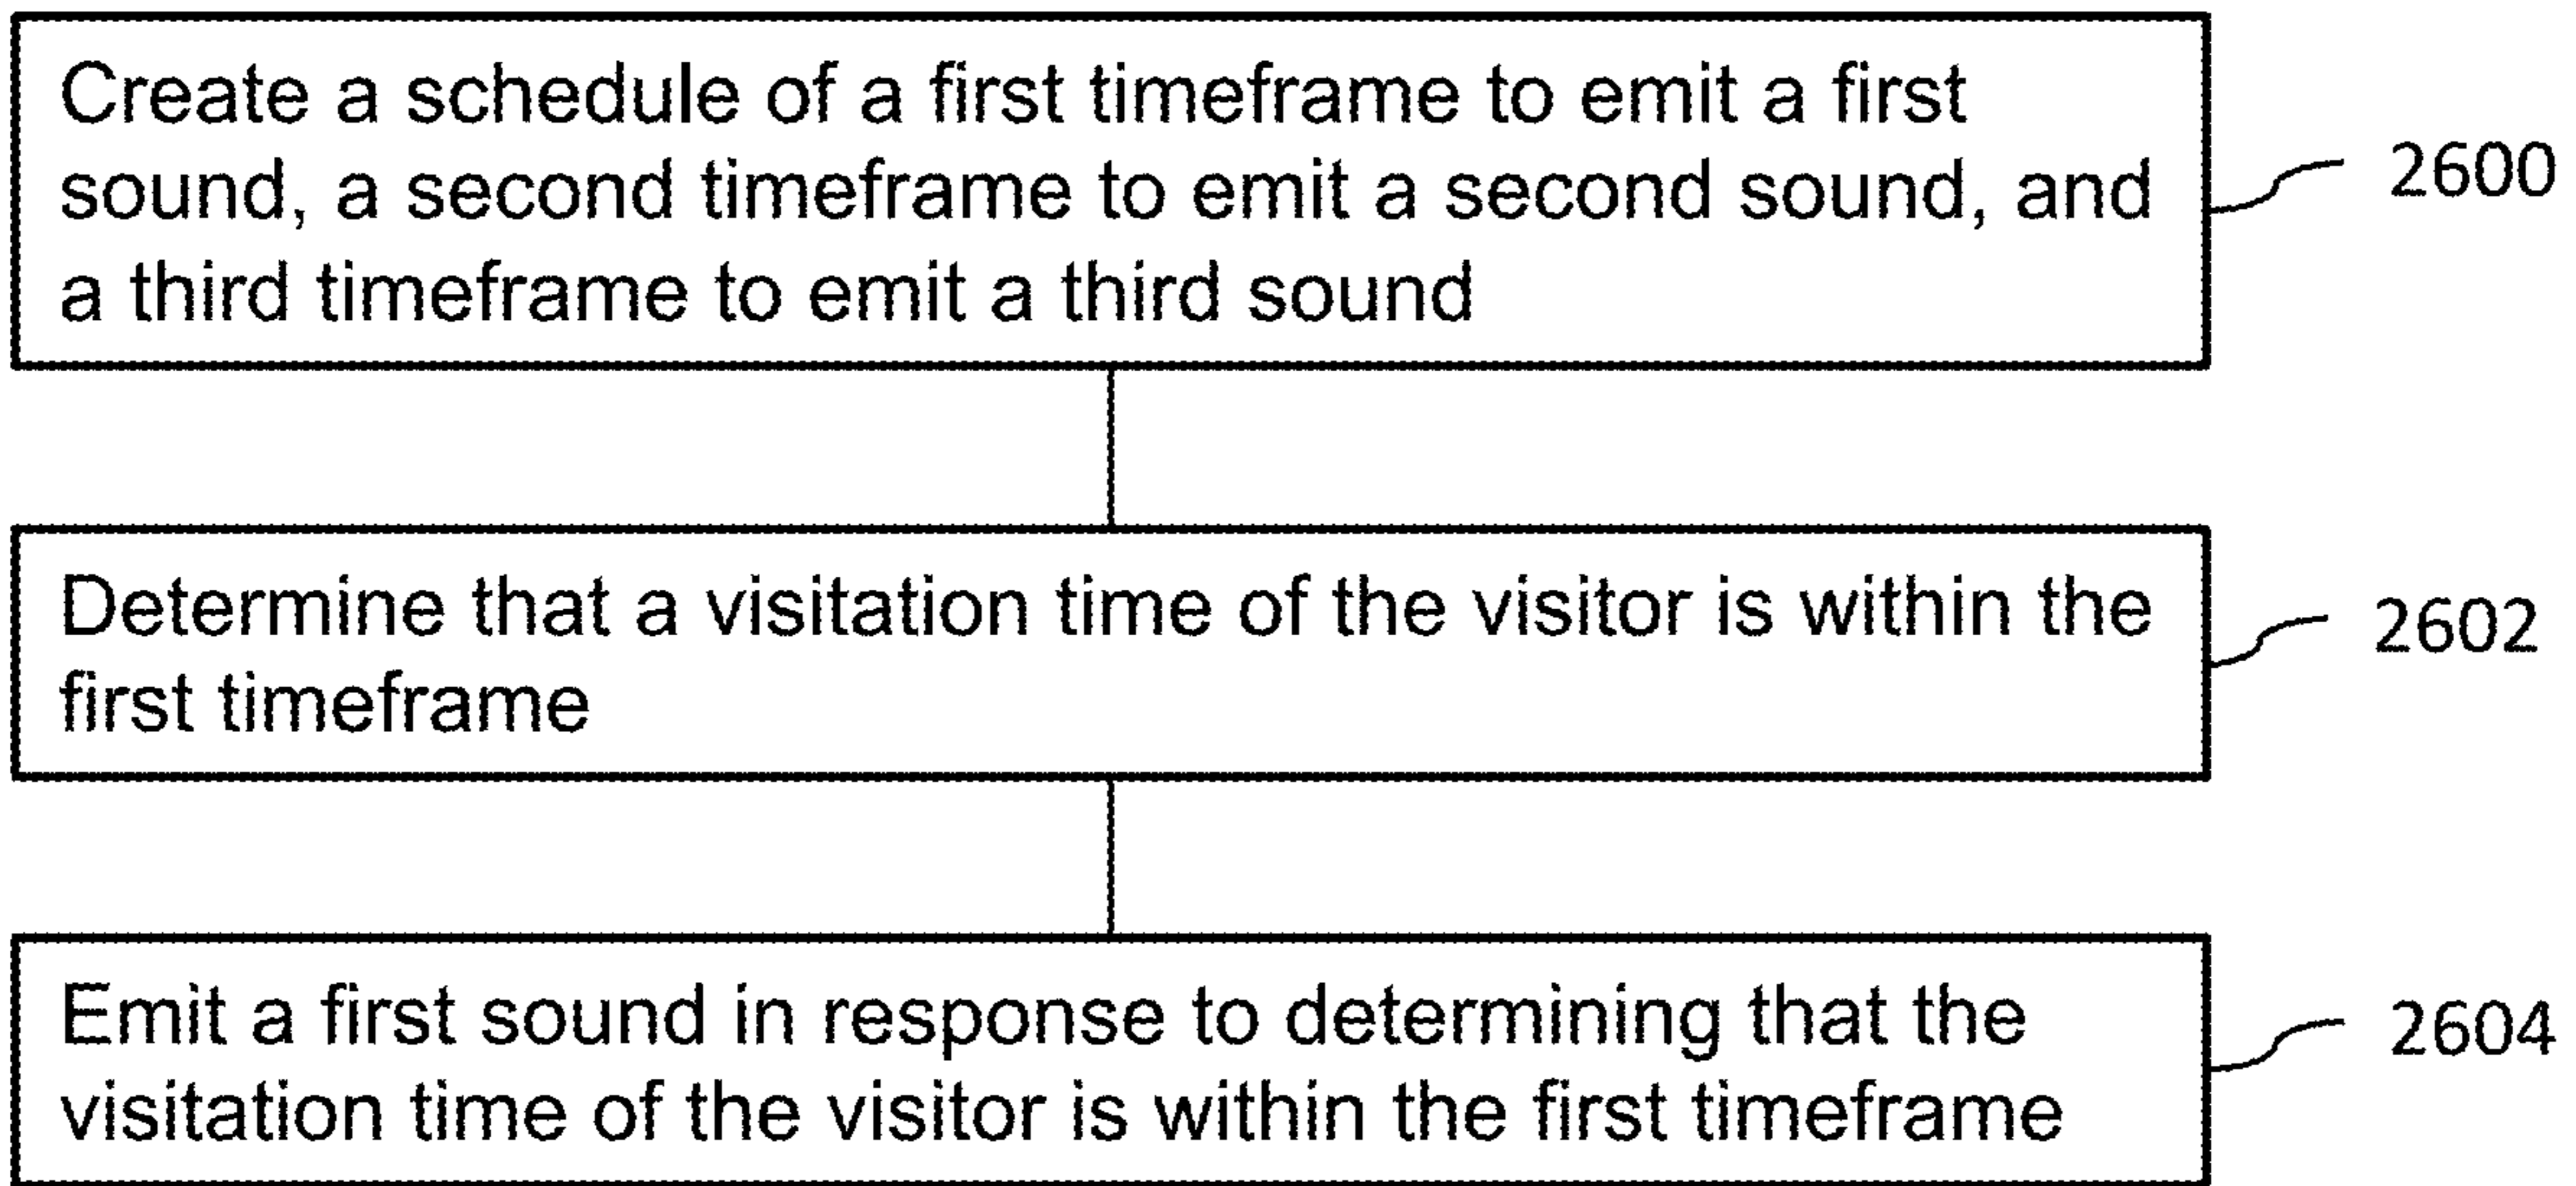 Create a schedule of a first timeframe to emit a first
sound, a second timeframe to emit a second sound, and
a third timeframe to emit a third sound
2600
Determine that a visitation time of the visitor is within the
first timeframe
2602
Emit a first sound in response to determining that the
visitation time of the visitor is within the first timeframe
2604